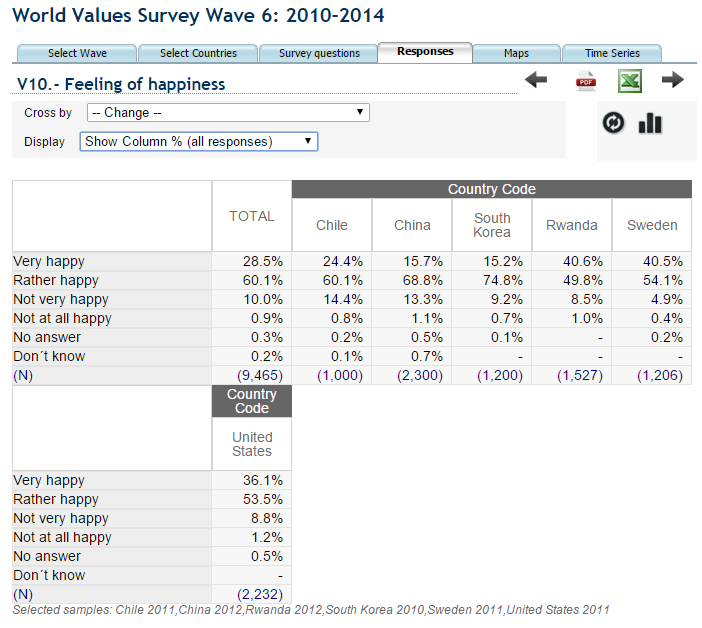 World Values Survey Wave 6: 2010-2014
Select Wave Select Countries Survey questions Responses Maps Time Series
V10.- Feeling of happiness
PDF
Cross by -- Change --
Display Show Column % (all responses)
Country Code
TOTAL Chile China South Korea Rwanda Sweden
Very happy 28.5% 24.4% 15.7% 15.2% 40.6% 40.5%
Rather happy 60.1% 60.1% 68.8% 74.8% 49.8% 54.1%
Not very happy 10.0% 14.4% 13.3% 9.2% 8.5% 4.9%
Not at all happy 0.9% 0.8% 1.1% 0.7% 1.0% 0.4%
No answer 0.3% 0.2% 0.5% 0.1% - 0.2%
Don´t know 0.2% 0.1% 0.7% - - -
(N) (9,465) (1,000) (2,300) (1,200) (1,527) (1,206)
Country
Code
United
States
Very happy 36.1%
Rather happy 53.5%
Not very happy 8.8%
Not at all happy 1.2%
No answer 0.5%
Don´t know -
(N) (2,232)
Selected samples: Chile 2011,China 2012,Rwanda 2012,South Korea 2010,Sweden 2011,United States 2011